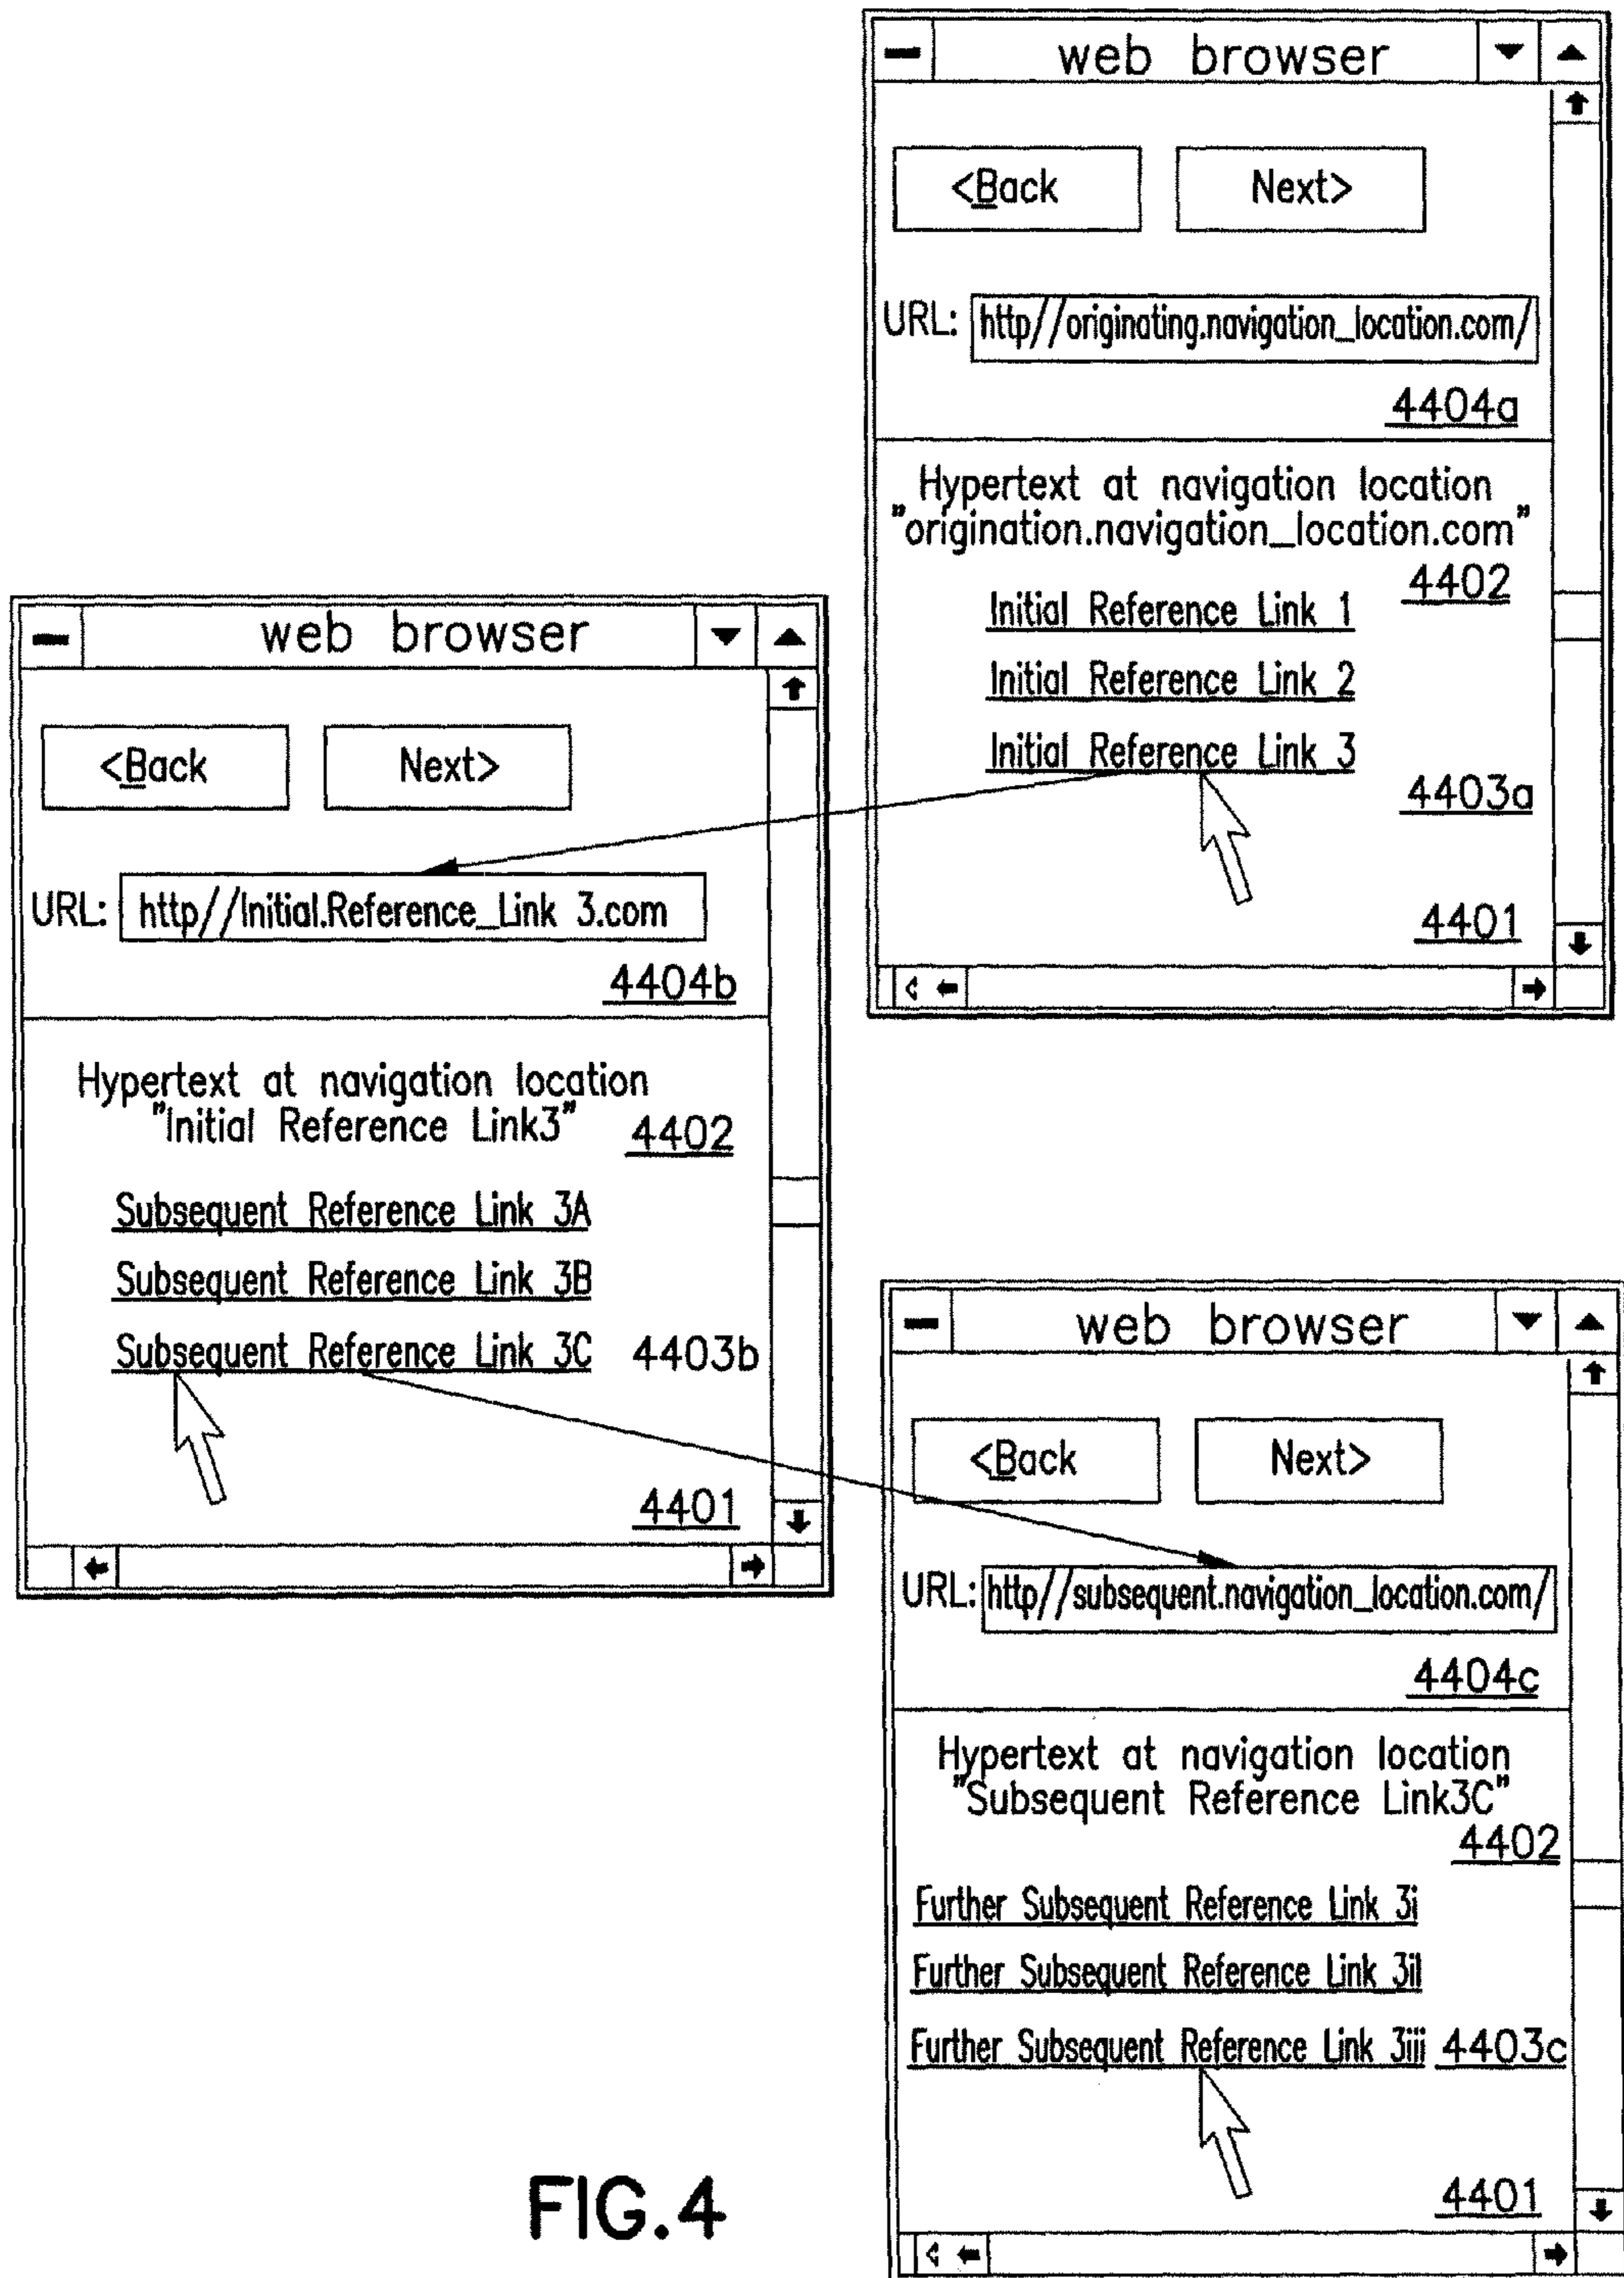 web browser
<Back Next>
URL: http//originating.navigation_location.com/
4404a
Hypertext at navigation location
"origination.navigation_location.com"
4402
Initial Reference Link 1
Initial Reference Link 2
Initial Reference Link 3
4403a
4401
web browser
<Back Next>
URL: http//Initial.Reference_Link 3.com
4404b
Hypertext at navigation location
"Initial Reference Link3"
4402
Subsequent Reference Link 3A
Subsequent Reference Link 3B
Subsequent Reference Link 3C 4403b
4401
web browser
<Back Next>
URL: http//subsequent.navigation_location.com/
4404c
Hypertext at navigation location
"Subsequent Reference Link3C"
4402
Further Subsequent Reference Link 3i
Further Subsequent Reference Link 3il
Further Subsequent Reference Link 3iii 4403c
4401
FIG.4